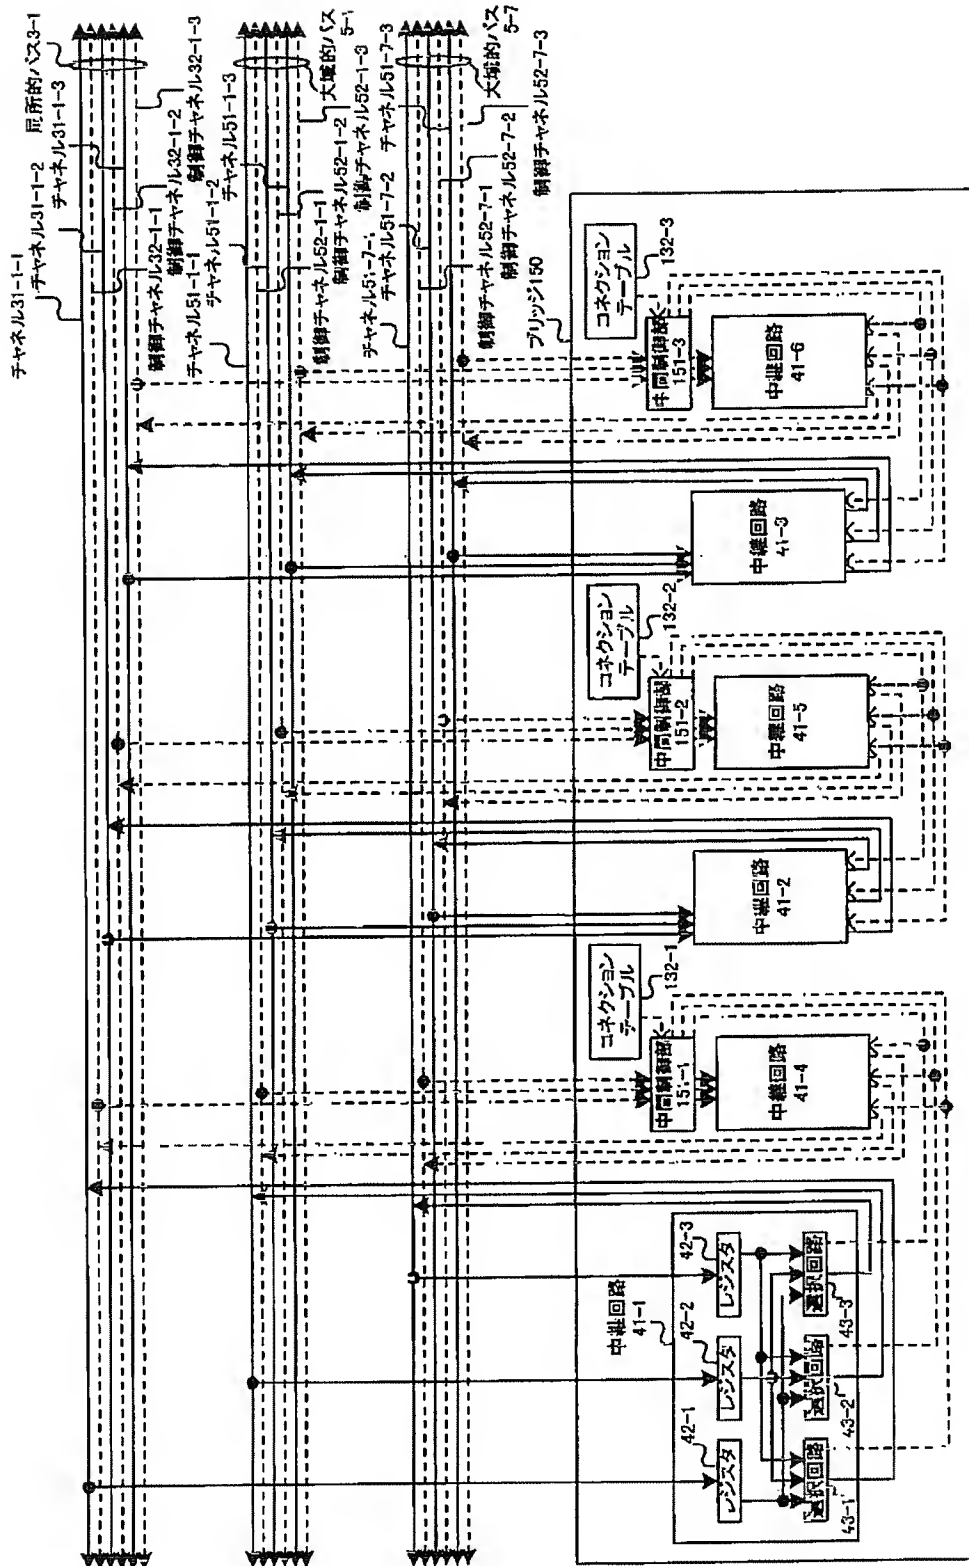 チャネル31-1-1
チャネル31-1-2
チャネル31-1-3
局所的バス3-1
制御チャネル32-1-1
制御チャネル32-1-2
制御チャネル32-1-3
チャネル51-1-1
チャネル51-1-2
チャネル51-1-3
大域的バス
制御チャネル52-1-1
制御チャネル52-1-2
制御チャネル52-1-3
チャネル51-7-2
チャネル51-7-3
大域的バス
5-7
制御チャネル52-7-1
制御チャネル52-7-2
制御チャネル52-7-3
ブリッジ150
中継回路
41-1
42-1
42-2
42-3
レジスタ
レジスタ
レジスタ
選択回路
選択回路
選択回路
43-1
43-2
43-3
コネクション
テーブル
132-1
中間制御部
151-1
中継回路
41-4
中継回路
41-2
コネクション
テーブル
132-2
中間制御部
151-2
中継回路
41-5
中継回路
41-3
コネクション
テーブル
132-3
中間制御部
151-3
中継回路
41-6